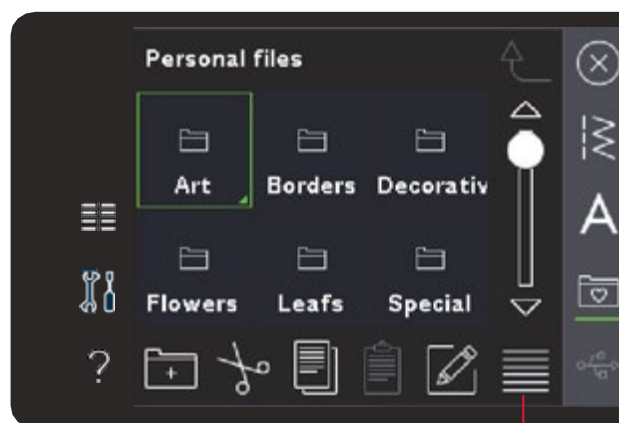 Personal files
Art Borders Decorativ
Flowers Leafs Special
?
A